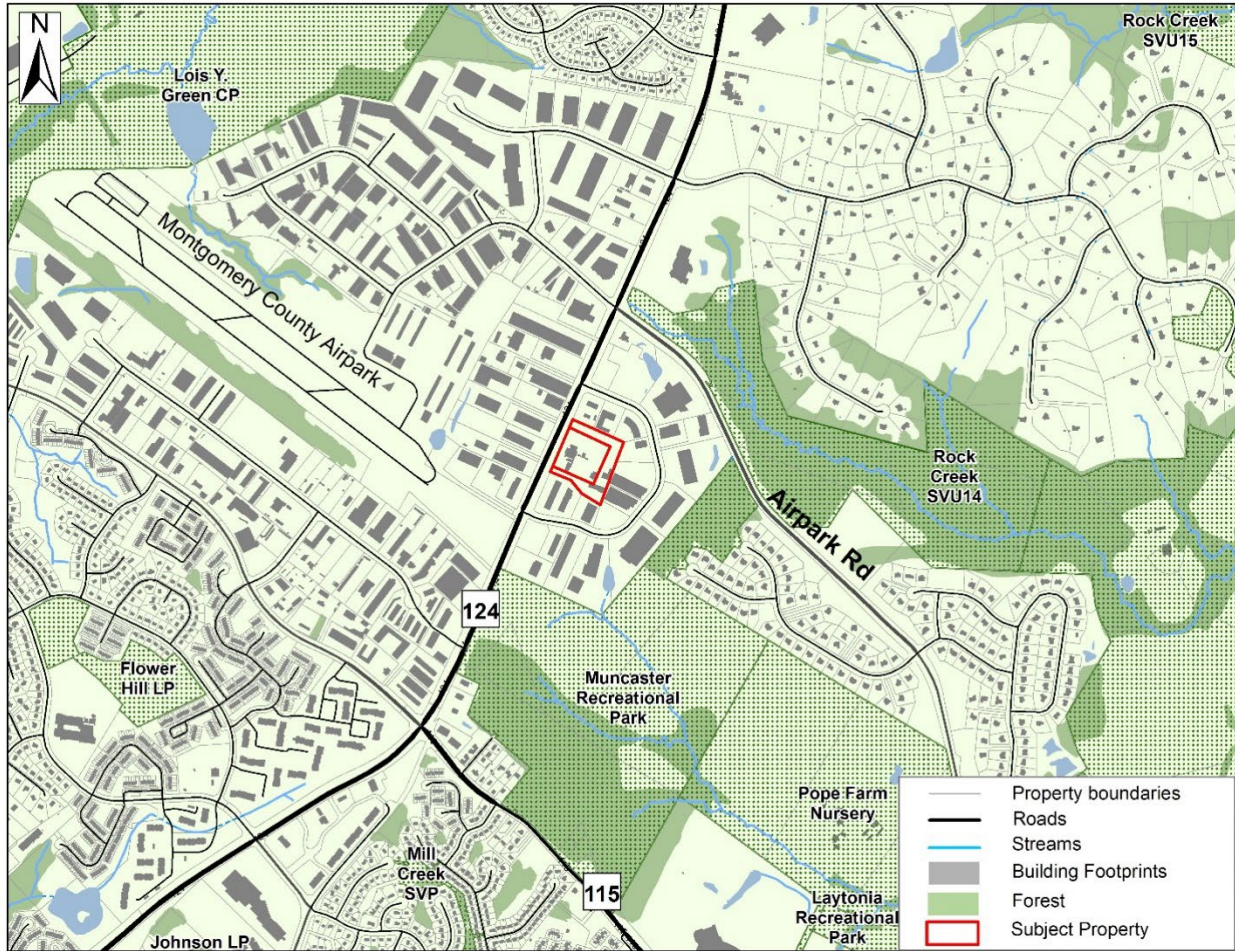 N
Lois Y.
Green CP
Rock Creek
SVU15
Montgomery County Airpark
Rock
Creek
SVU14
Airpark Rd
124
Flower
Hill LP
Muncaster
Recreational
Park
Pope Farm
Nursery
Mill
Creek
SVP
115
Laytonia
Recreational
Park
Johnson LP
Property boundaries
Roads
Streams
Building Footprints
Forest
Subject Property